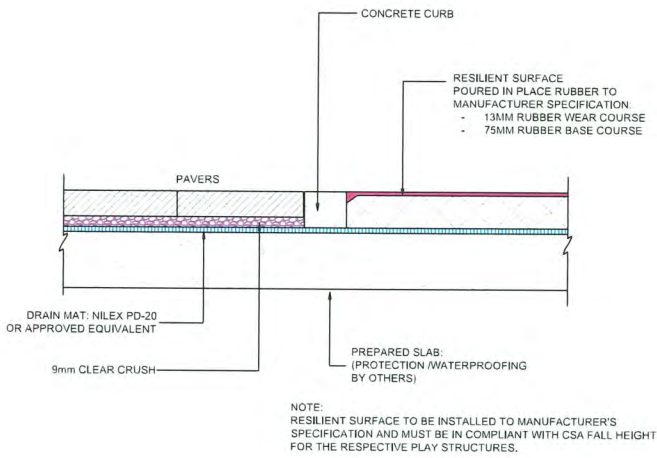 CONCRETE CURB
RESILIENT SURFACE
POURED IN PLACE RUBBER TO
MANUFACTURER SPECIFICATION:
- 13MM RUBBER WEAR COURSE
- 75MM RUBBER BASE COURSE
PAVERS
DRAIN MAT: NILEX PD-20
OR APPROVED EQUIVALENT
9mm CLEAR CRUSH
PREPARED SLAB:
(PROTECTION /WATERPROOFING
BY OTHERS)
NOTE:
RESILIENT SURFACE TO BE INSTALLED TO MANUFACTURER'S
SPECIFICATION AND MUST BE IN COMPLIANT WITH CSA FALL HEIGHT
FOR THE RESPECTIVE PLAY STRUCTURES.